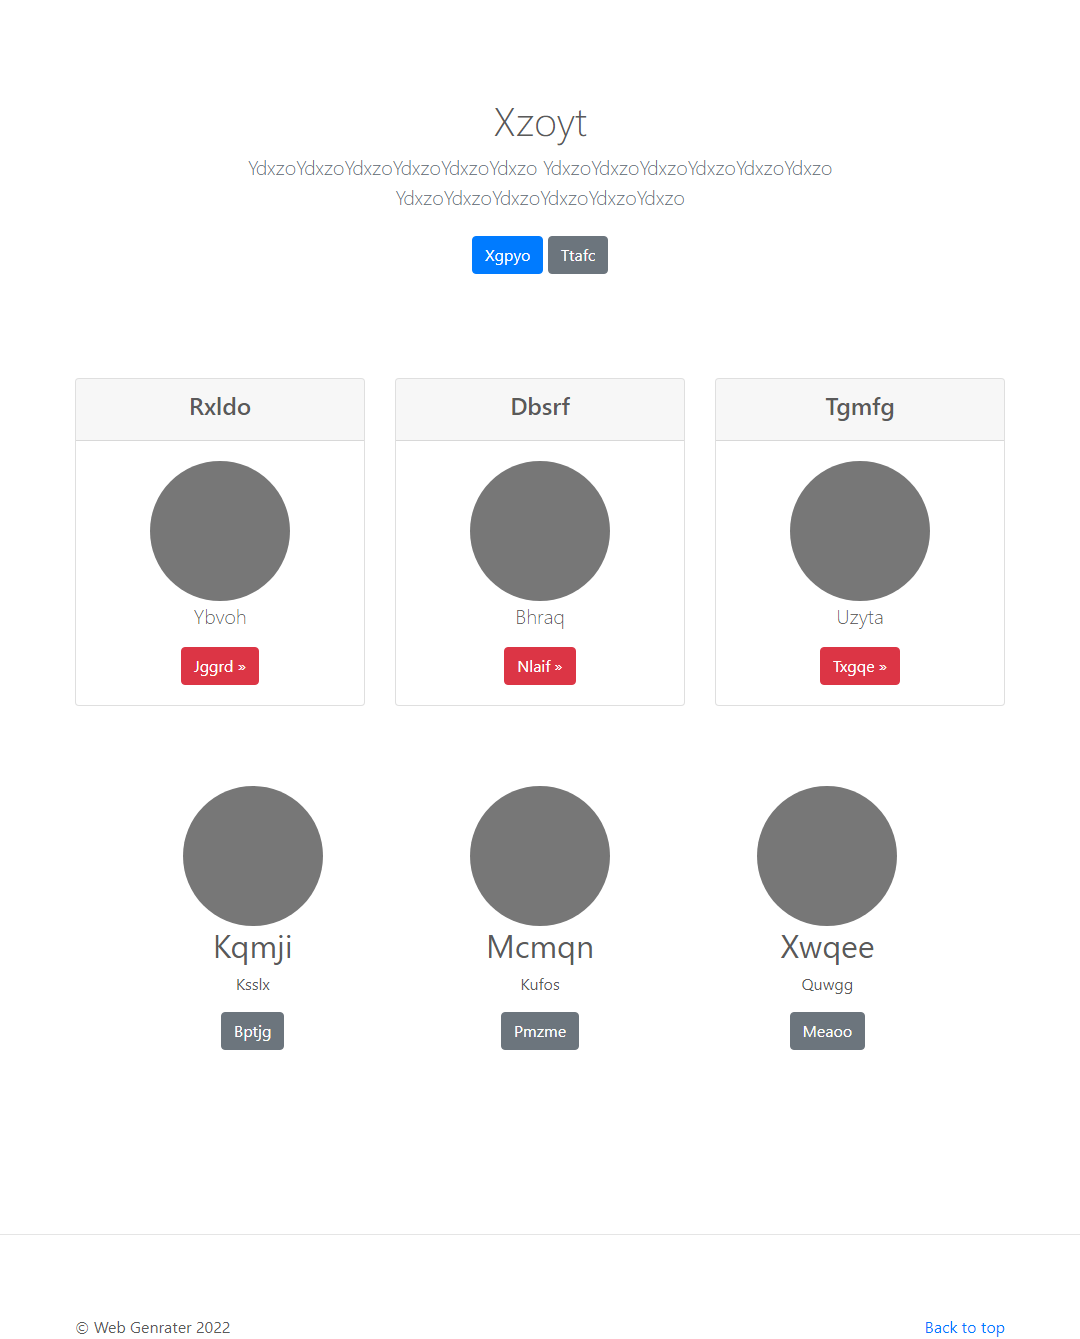 Xzoyt
YdxzoYdxzoYdxzoYdxzoYdxzoYdxzo YdxzoYdxzoYdxzoYdxzoYdxzoYdxzo
YdxzoYdxzoYdxzoYdxzoYdxzoYdxzo
Xgpyo Ttafc
Rxldo
Ybvoh
Jggrd »
Dbsrf
Bhraq
Nlaif »
Tgmfg
Uzyta
Txgqe »
Kqmji
Ksslx
Bptjg
Mcmqn
Kufos
Pmzme
Xwqee
Quwgg
Meaoo
© Web Genrater 2022
Back to top